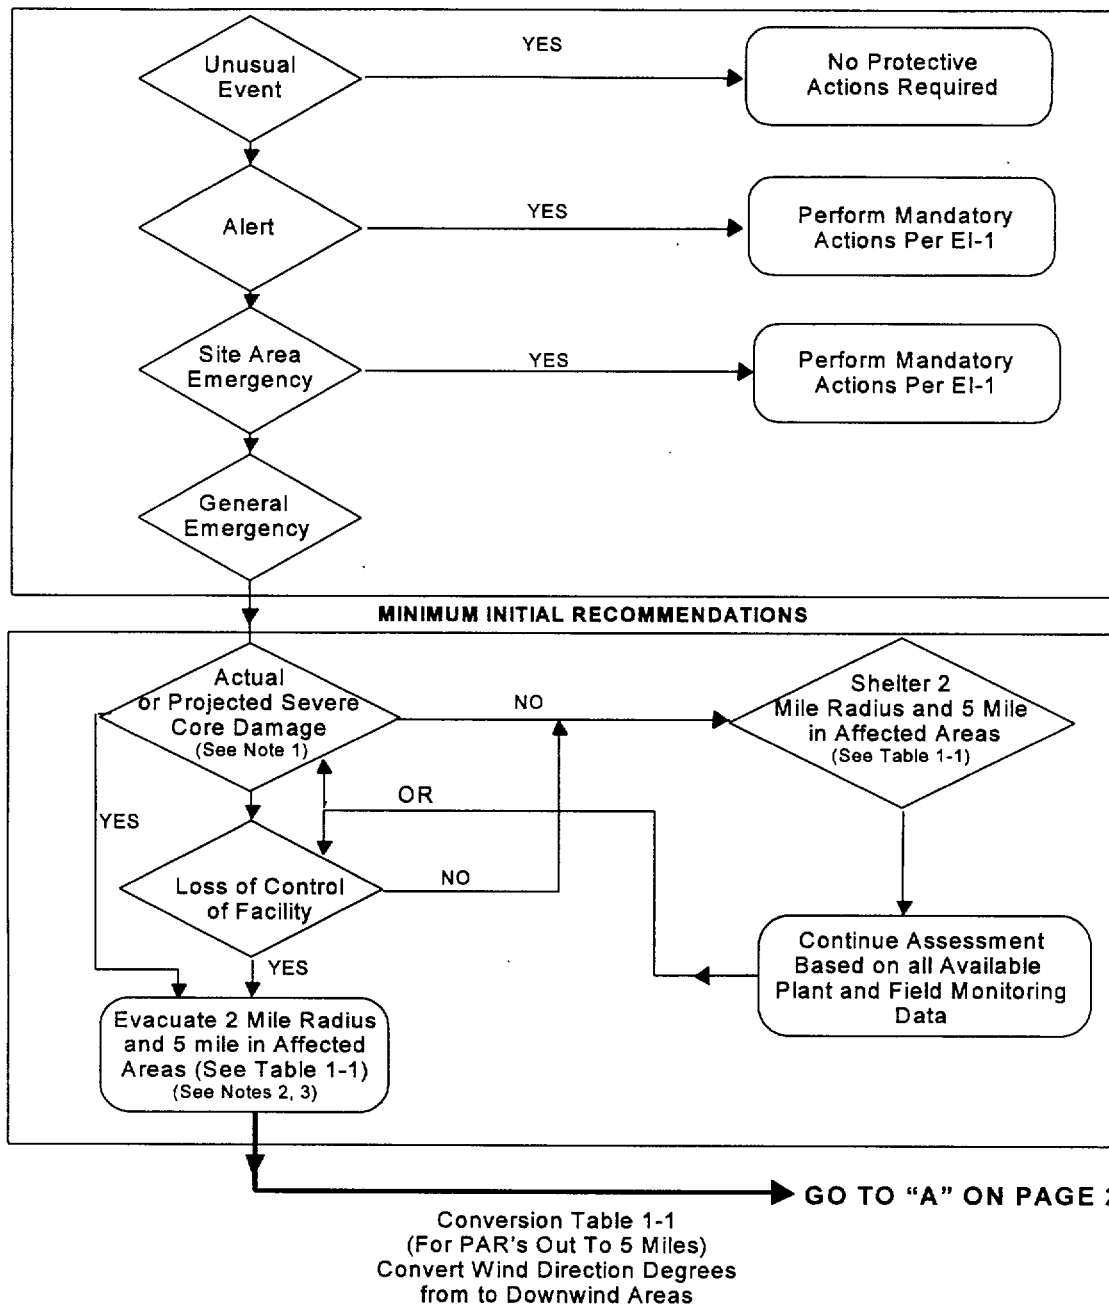 Unusual
Event
YES
No Protective
Actions Required
Alert
YES
Perform Mandatory
Actions Per EI-1
Site Area
Emergency
YES
Perform Mandatory
Actions Per EI-1
General
Emergency
MINIMUM INITIAL RECOMMENDATIONS
Actual
or Projected Severe
Core Damage
(See Note 1)
NO
Shelter 2
Mile Radius and 5 Mile
in Affected Areas
(See Table 1-1)
OR
YES
Loss of Control
of Facility
NO
YES
Continue Assessment
Based on all Available
Plant and Field Monitoring
Data
Evacuate 2 Mile Radius
and 5 mile in Affected
Areas (See Table 1-1)
(See Notes 2, 3)
GO TO "A" ON PAGE 2
Conversion Table 1-1
(For PAR's Out To 5 Miles)
Convert Wind Direction Degrees
from to Downwind Areas